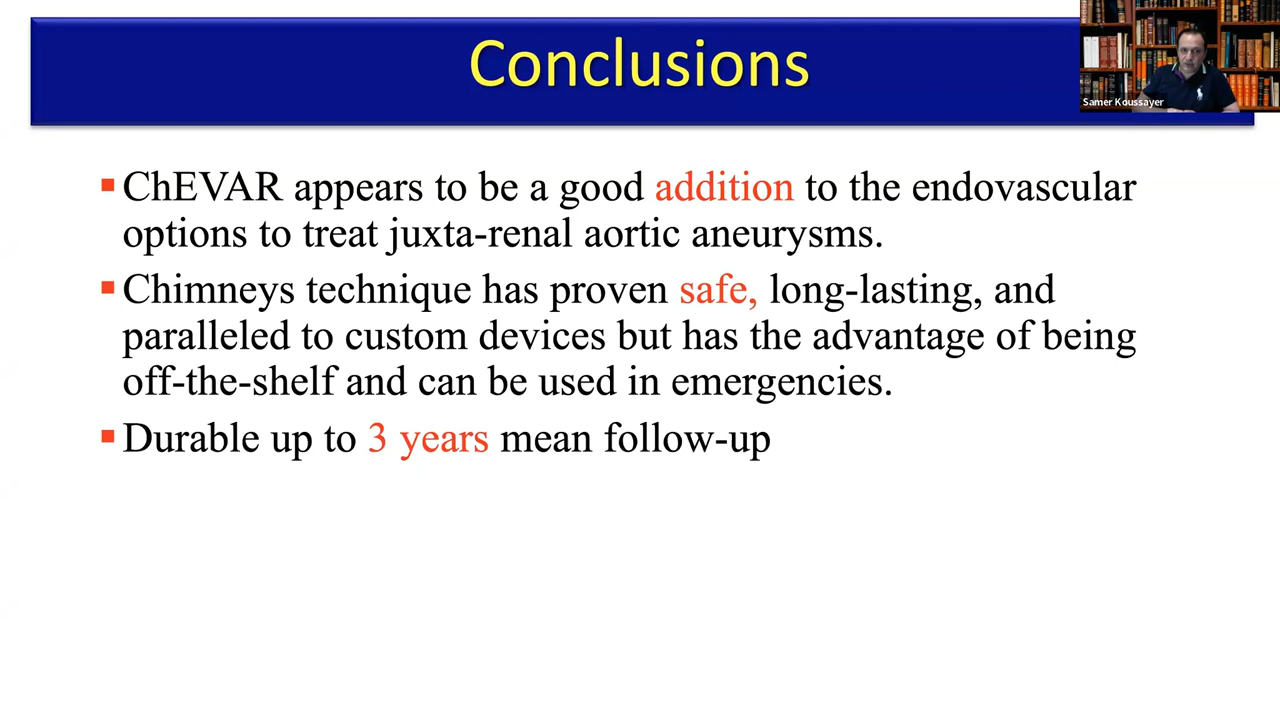 Conclusions
Samer Koussayer
ChEVAR appears to be a good addition to the endovascular
options to treat juxta-renal aortic aneurysms.
Chimneys technique has proven safe, long-lasting, and
paralleled to custom devices but has the advantage of being
off-the-shelf and can be used in emergencies.
Durable up to 3 years mean follow-up